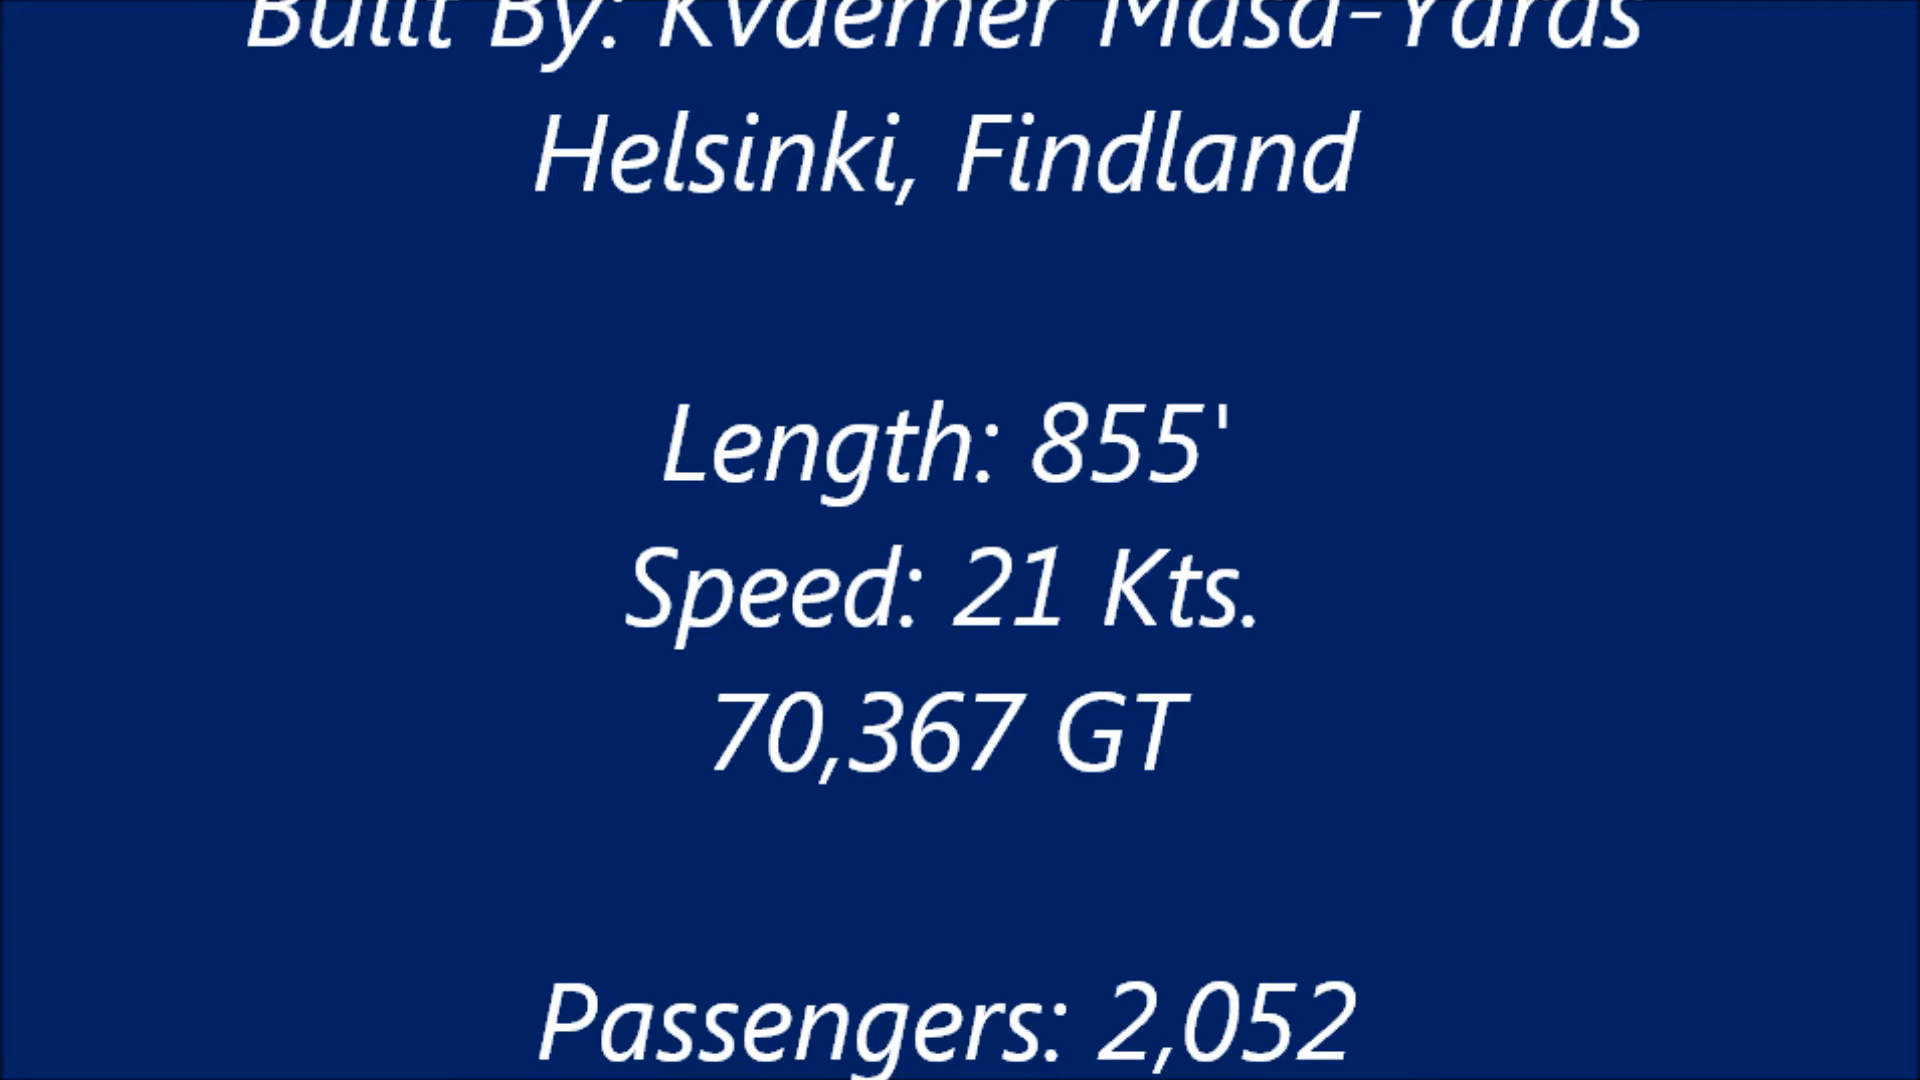 Built By: Kvaerner Masa-Yards
Helsinki, Findland
Length: 855'
Speed: 21 Kts.
70,367 GT
Passengers: 2,052